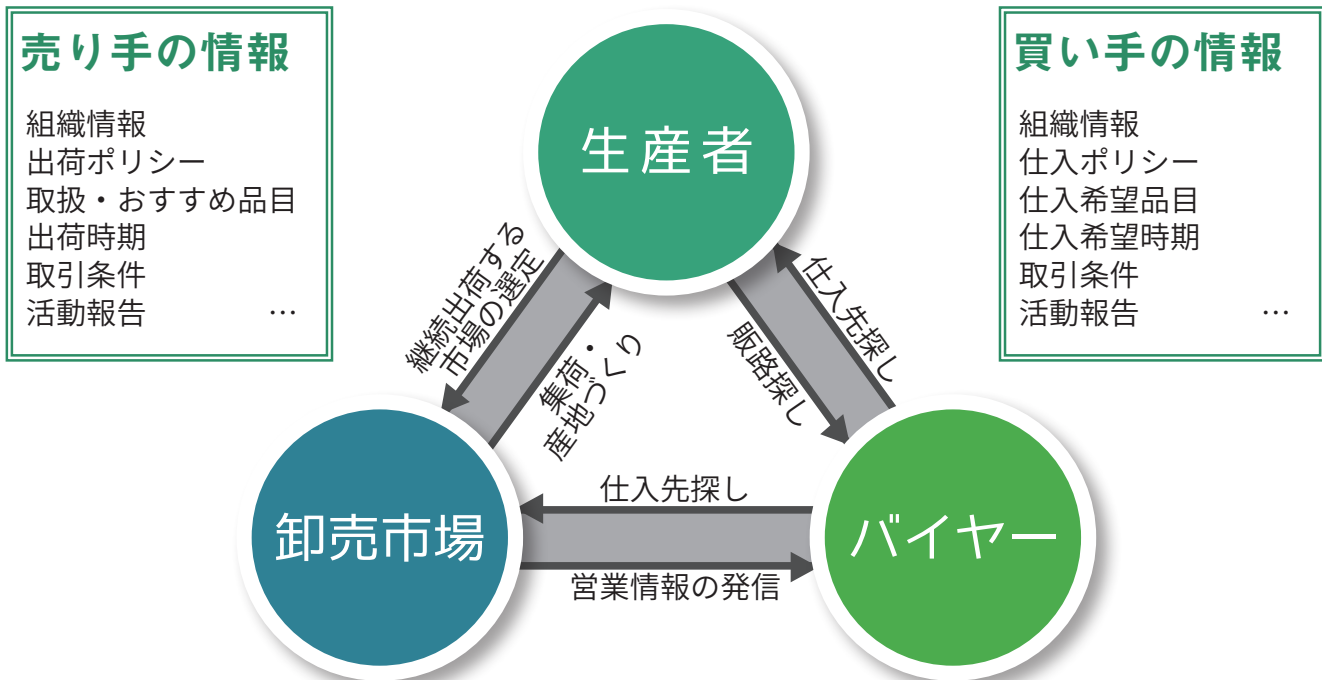 売り手の情報
組織情報
出荷ポリシー
取扱・おすすめ品目
出荷時期
取引条件
活動報告 …
生産者
買い手の情報
組織情報
仕入ポリシー
仕入希望品目
仕入希望時期
取引条件
活動報告 …
継続出荷する
市場の選定
集荷・
産地づくり
仕入先探し
販路探し
卸売市場
仕入先探し
営業情報の発信
バイヤー